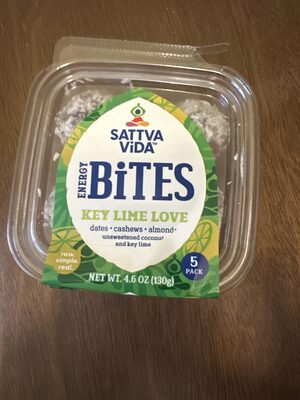 SATTVA
ViDA™
ENERGY
BiTES
KEY LIME LOVE
dates • cashews • almonds
unsweetened coconut
and key lime
raw.
simple.
real.
5
PACK
NET WT. 4.6 OZ (130g)